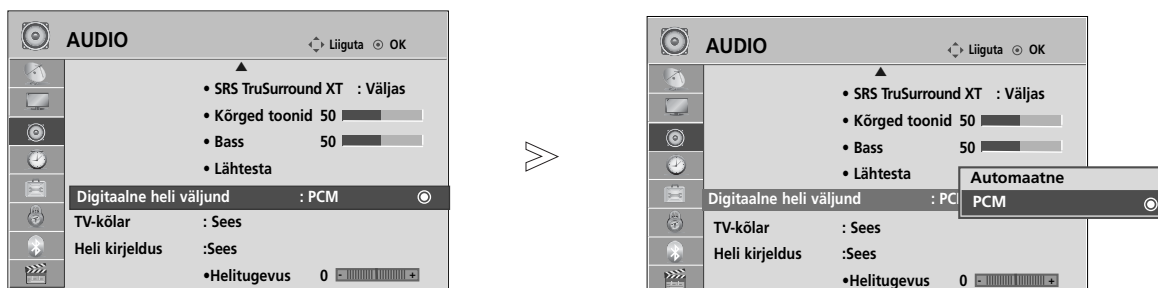 AUDIO
Liiguta OK
• SRS TruSurround XT : Väljas
• Kõrged toonid 50
• Bass 50
• Lähtesta
Digitaalne heli väljund : PCM
TV-kõlar : Sees
Heli kirjeldus :Sees
•Helitugevus 0 - +
AUDIO
Liiguta OK
• SRS TruSurround XT : Väljas
• Kõrged toonid 50
• Bass 50
• Lähtesta
Automaatne
Digitaalne heli väljund : PC
PCM
TV-kõlar : Sees
Heli kirjeldus :Sees
•Helitugevus 0 - +